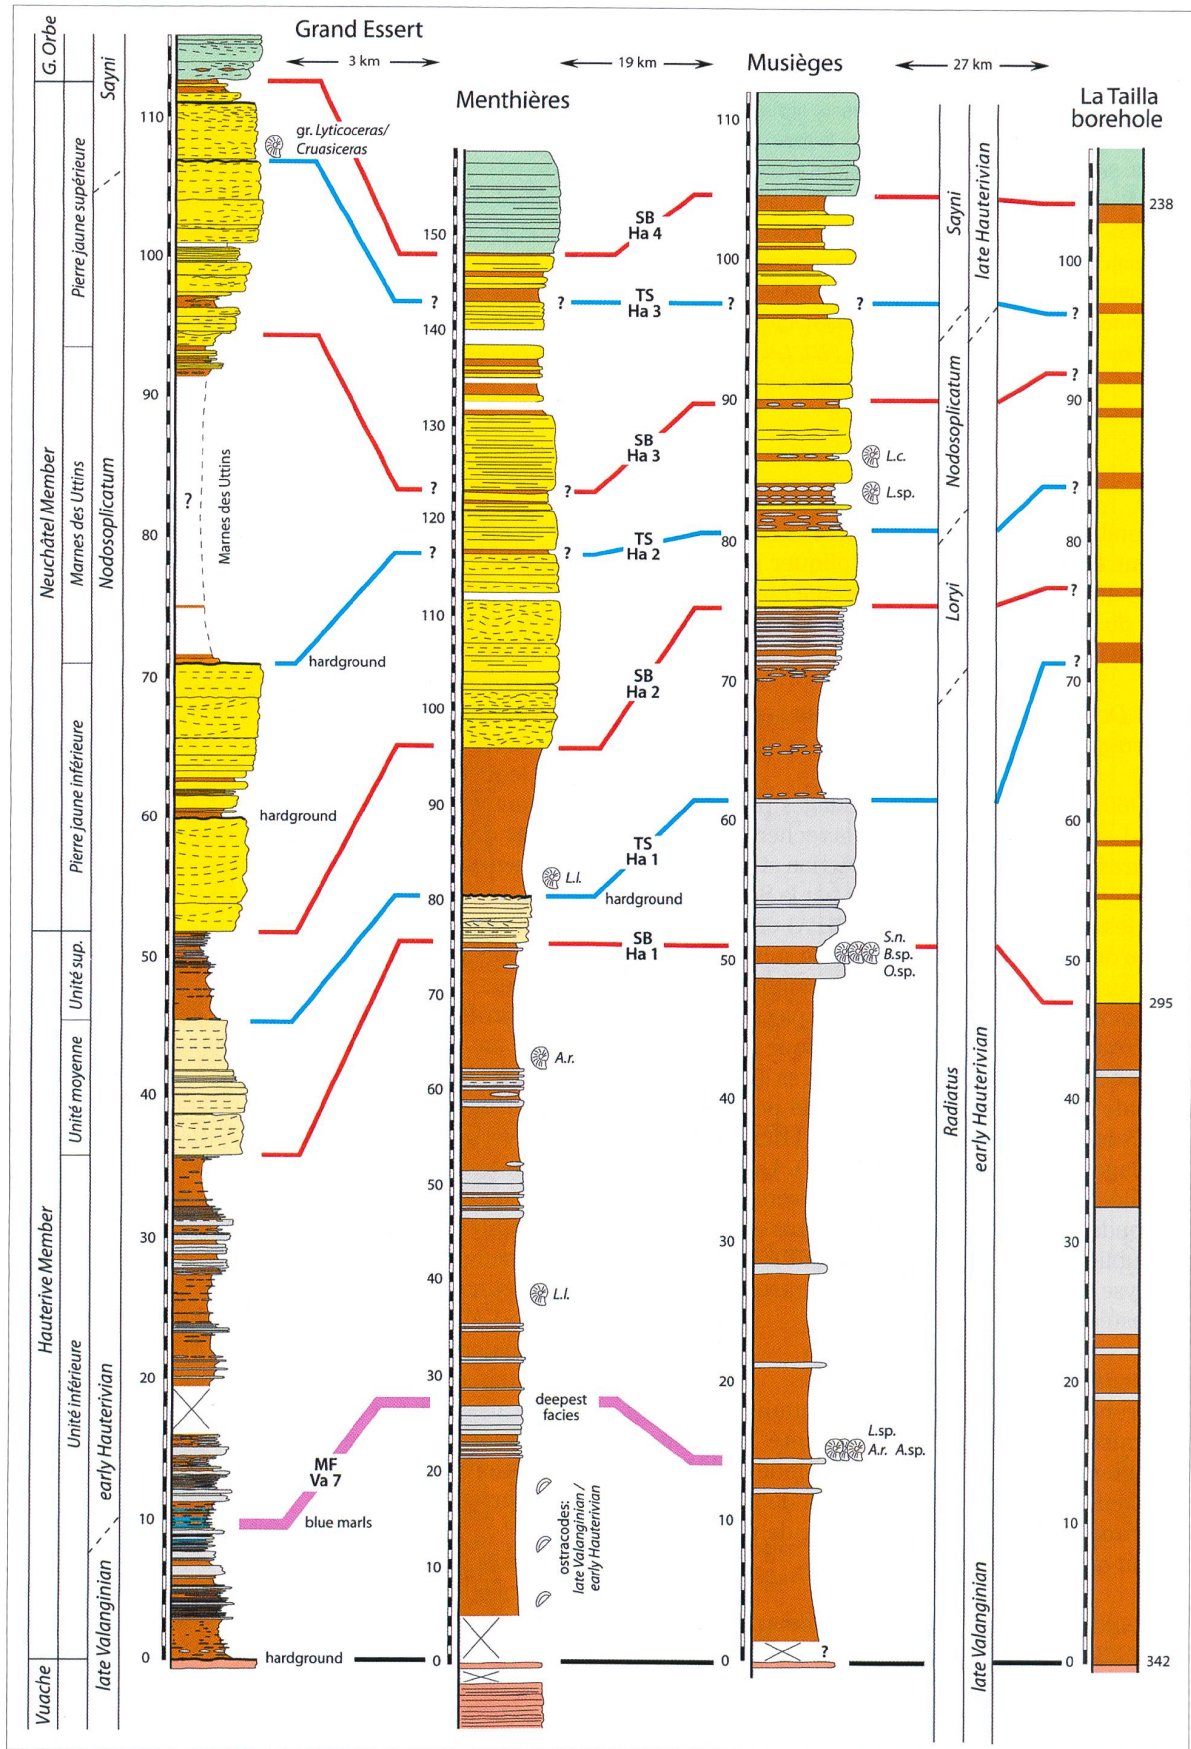 Grand Essert
3 km
Menthières
19 km
Musièges
27 km
La Tailla
borehole
G. Orbe
Neuchâtel Member
Hauterive Member
Vuache
Pierre jaune supérieure
Marnes des Uttins
Pierre jaune inférieure
Unité sup.
Unité moyenne
Unité inférieure
Sayni
Nodosoplicatum
early Hauterivian
late Valanginian
110
100
90
80
70
60
50
40
30
20
10
0
gr. Lyticoceras/
Cruasiceras
?
Marnes des Uttins
hardground
hardground
MF
Va 7
blue marls
hardground
150
140
130
120
110
100
90
80
70
60
50
40
30
20
10
0
?
?
?
?
?
?
L.l.
A.r.
L.l.
deepest
facies
ostracodes:
late Valanginian /
early Hauterivian
SB
Ha 4
TS
Ha 3
SB
Ha 3
TS
Ha 2
SB
Ha 2
TS
Ha 1
hardground
SB
Ha 1
110
100
90
80
70
60
50
40
30
20
10
0
?
?
L.c.
L.sp.
S.n.
B.sp.
O.sp.
L.sp.
A.r. A.sp.
?
Sayni
Nodosoplicatum
Loryi
Radiatus
late Hauterivian
early Hauterivian
late Valanginian
238
100
?
?
90
?
80
?
?
70
60
50
295
40
30
20
10
0
342